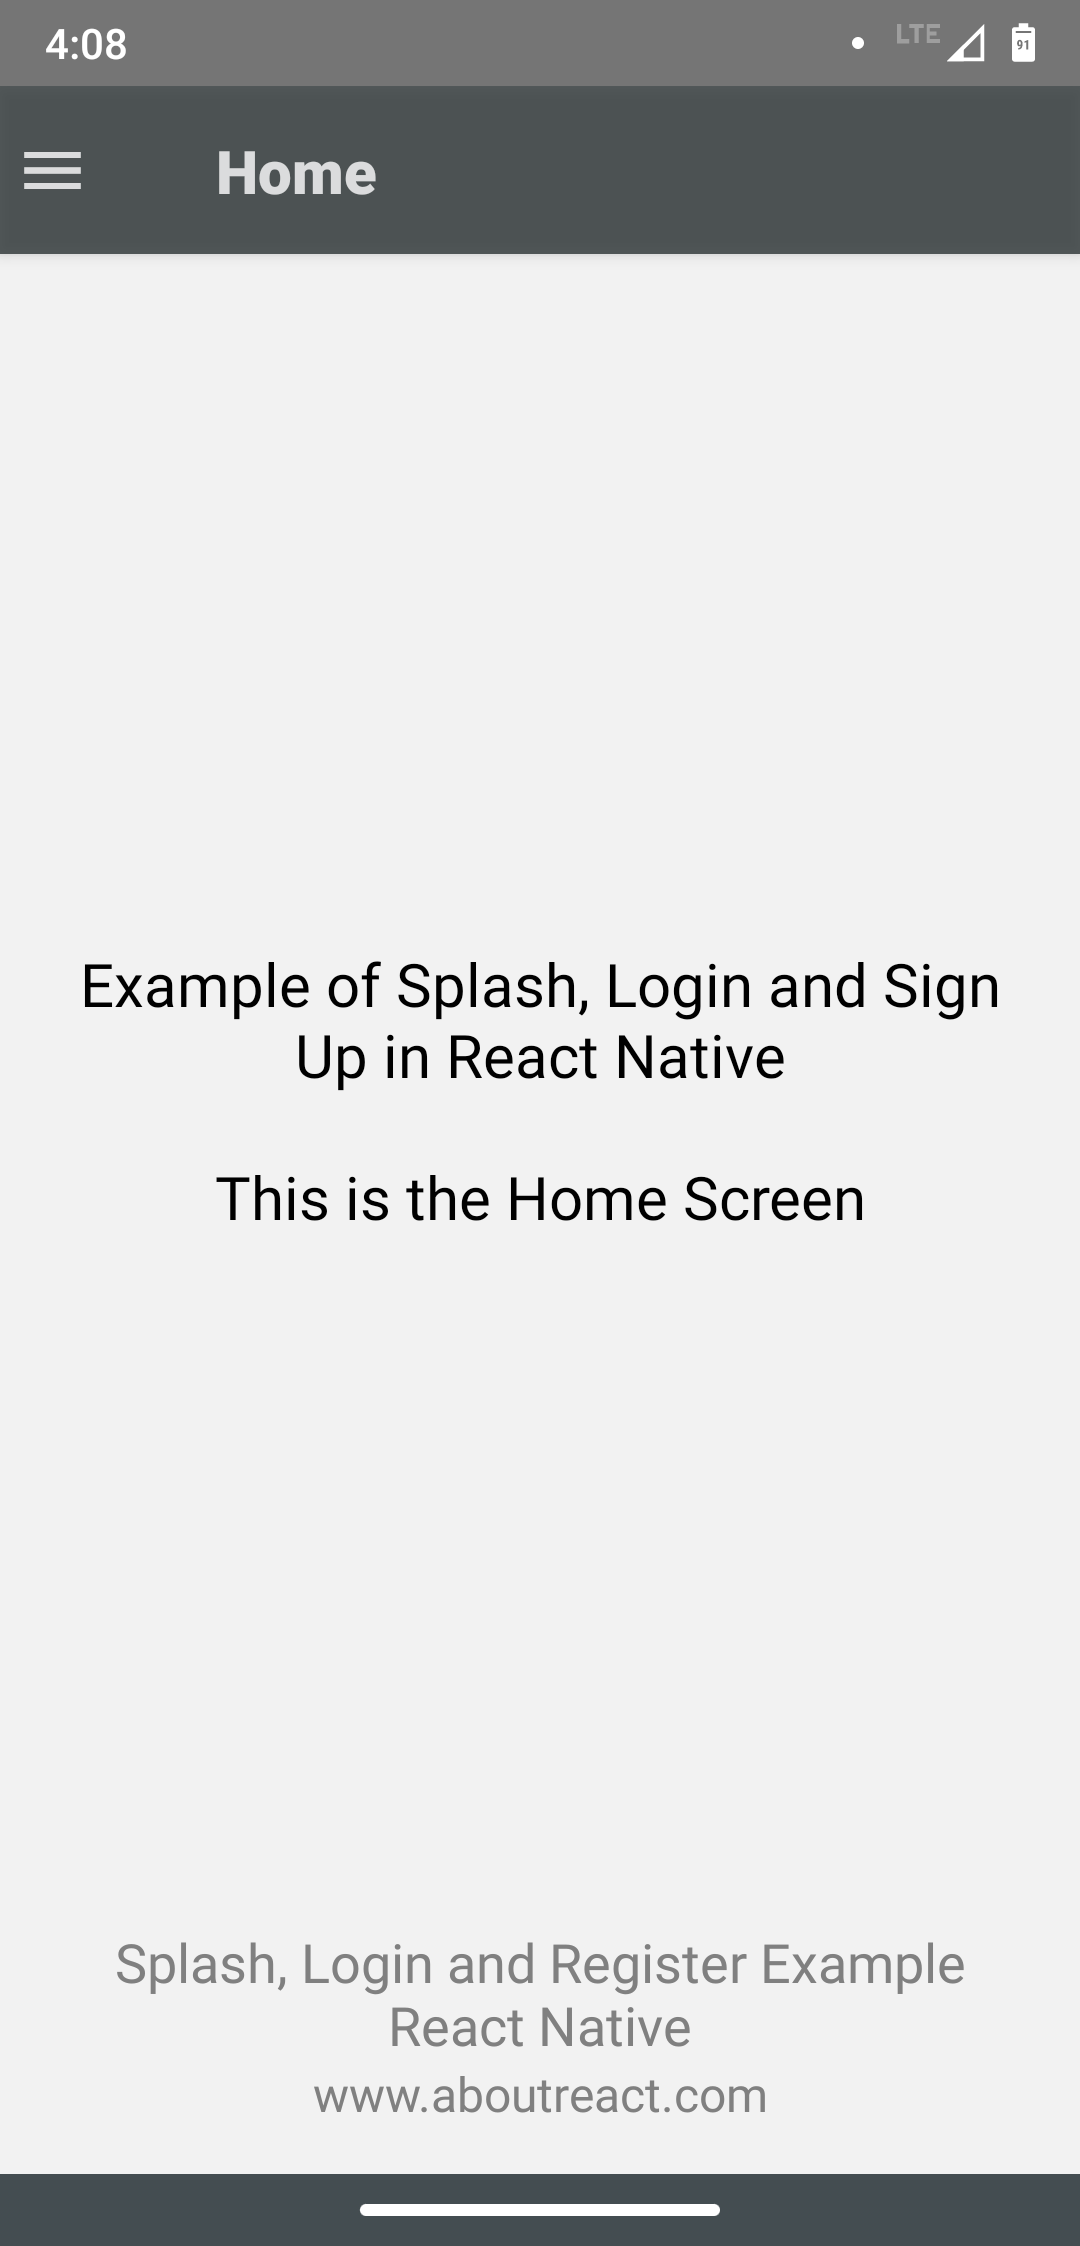 4:08
LTE
91
Home
Example of Splash, Login and Sign
Up in React Native
This is the Home Screen
Splash, Login and Register Example
React Native
www.aboutreact.com